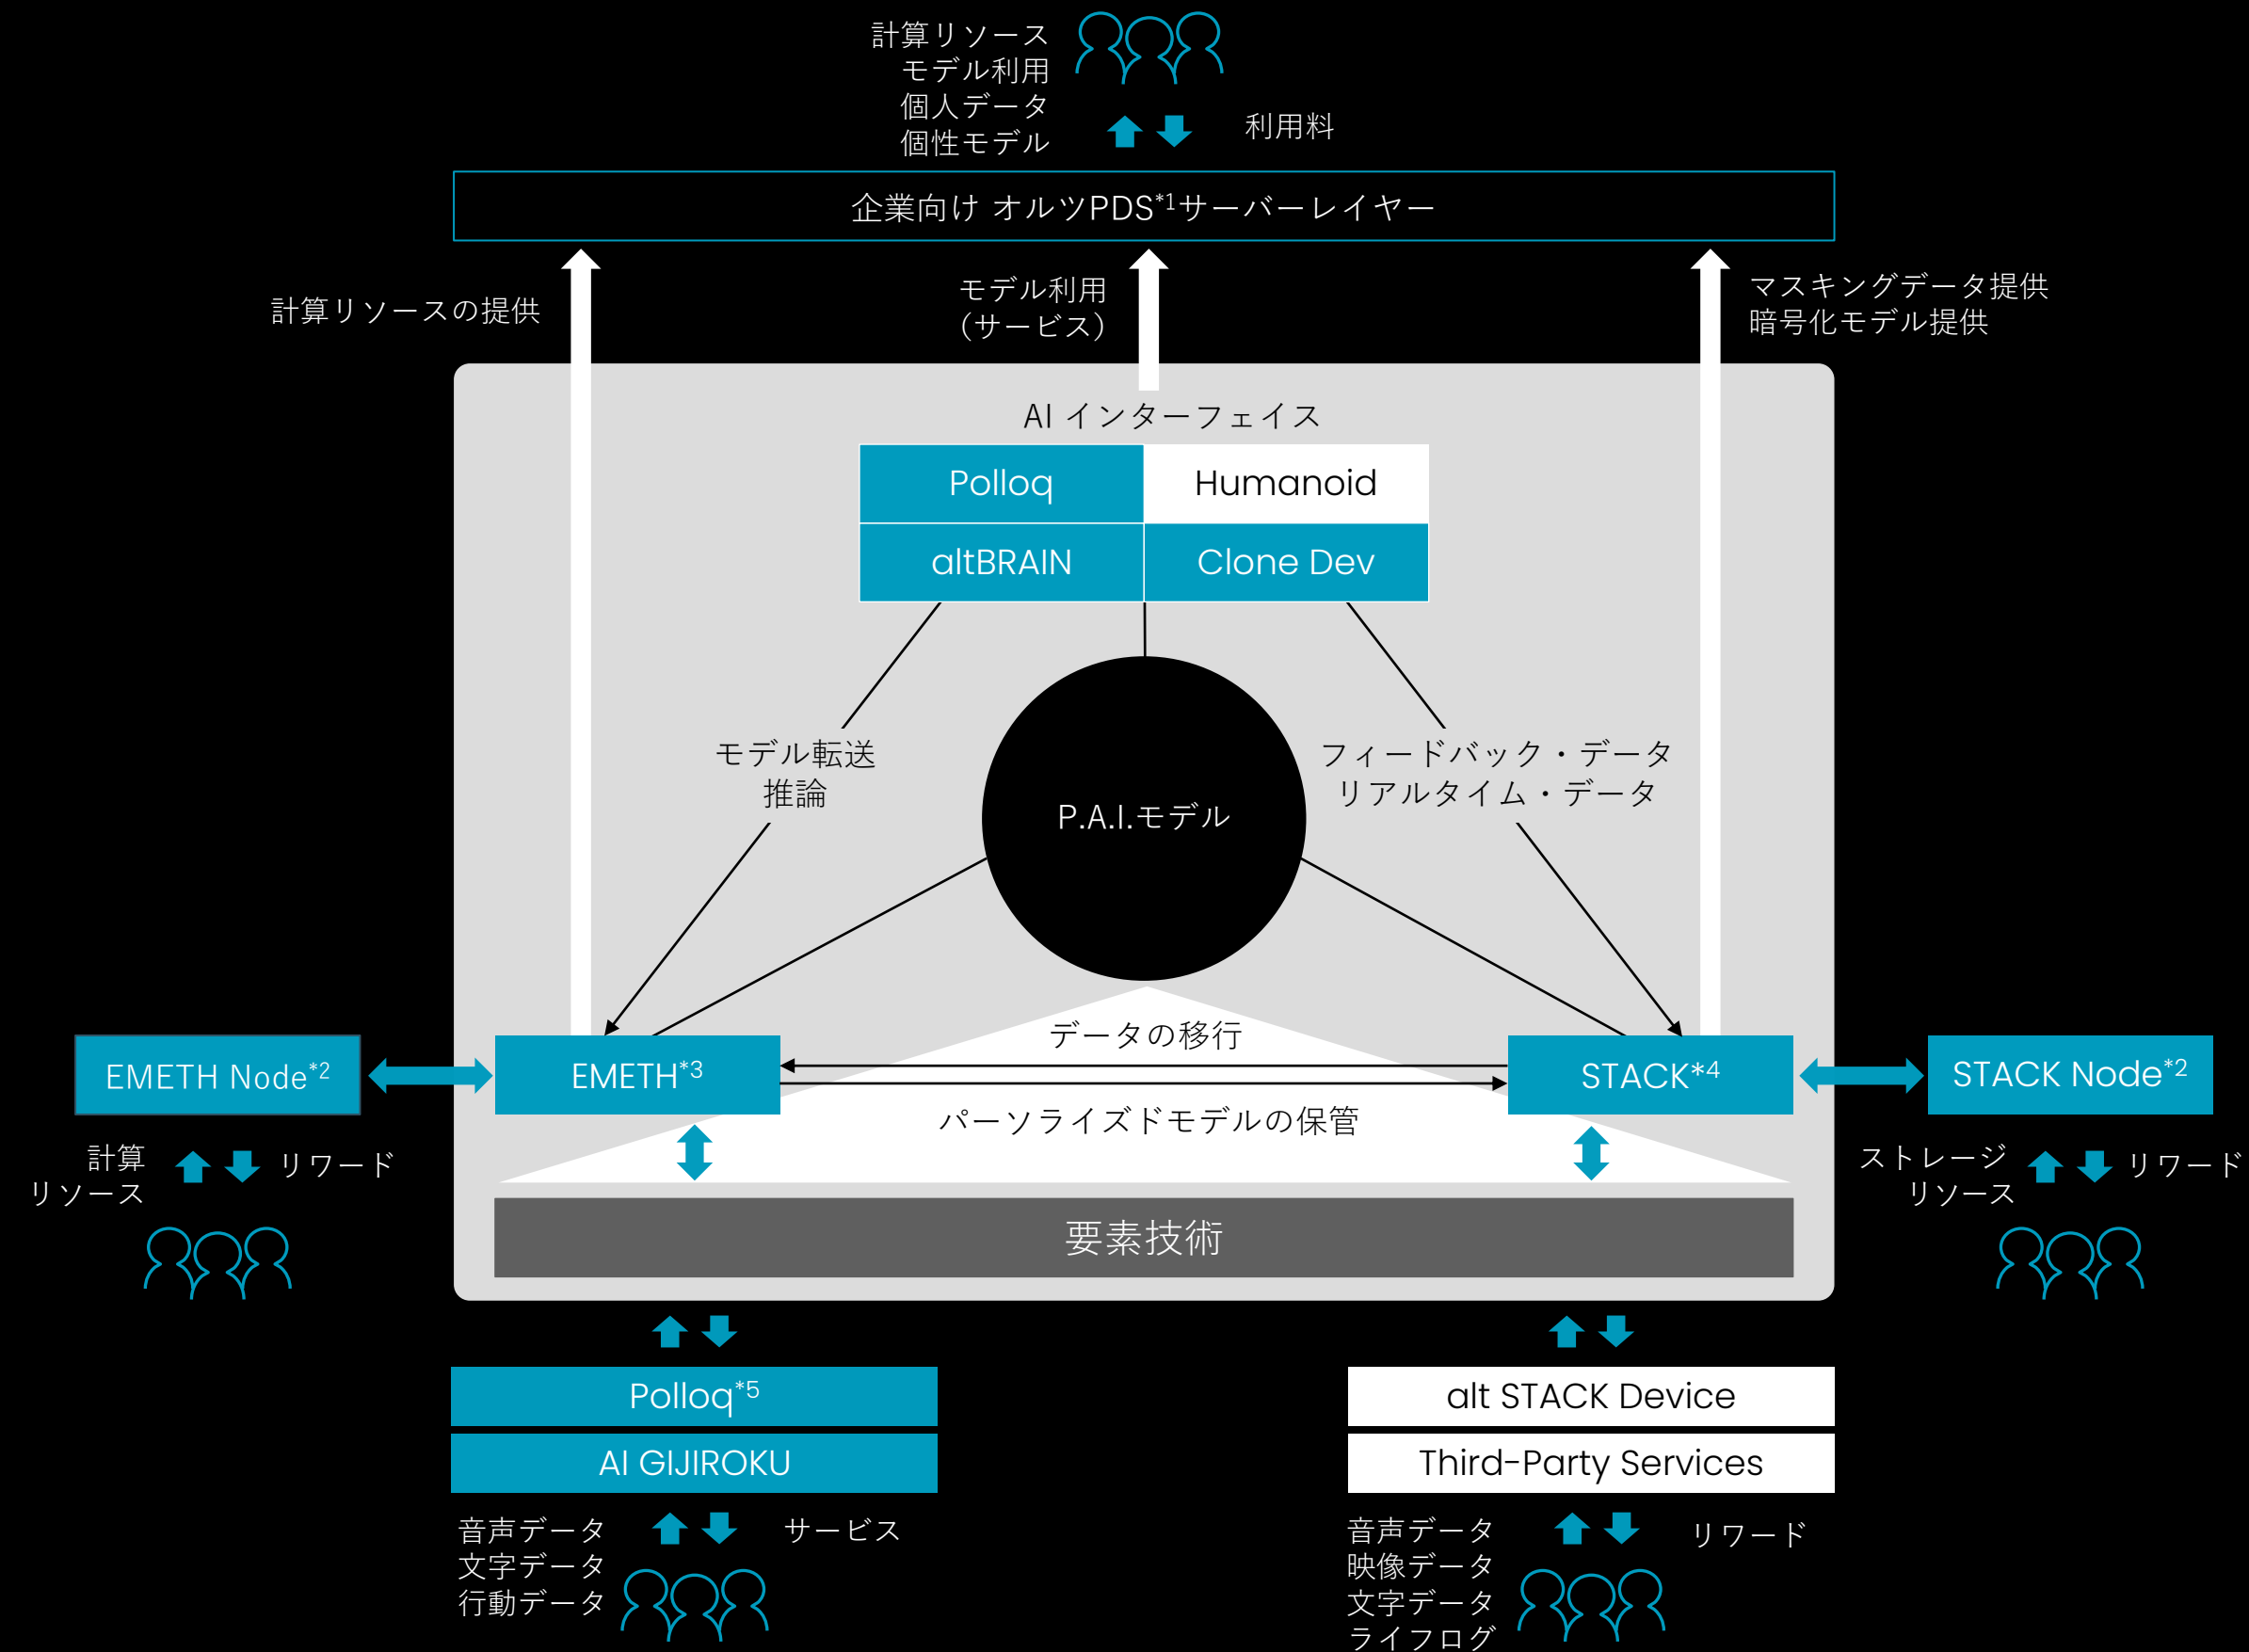 計算リソース
モデル利用
個人データ
個性モデル
利用料
企業向け オルツPDS*1サーバーレイヤー
計算リソースの提供
モデル利用
(サービス)
マスキングデータ提供
暗号化モデル提供
AI インターフェイス
Polloq
Humanoid
altBRAIN
Clone Dev
モデル転送
推論
P.A.I.モデル
フィードバック・データ
リアルタイム・データ
データの移行
EMETH Node*2
EMETH*3
STACK*4
STACK Node*2
パーソライズドモデルの保管
計算
リソース
リワード
ストレージ
リソース
リワード
要素技術
Polloq*5
AI GIJIROKU
alt STACK Device
Third-Party Services
音声データ
文字データ
行動データ
サービス
音声データ
映像データ
文字データ
ライフログ
リワード